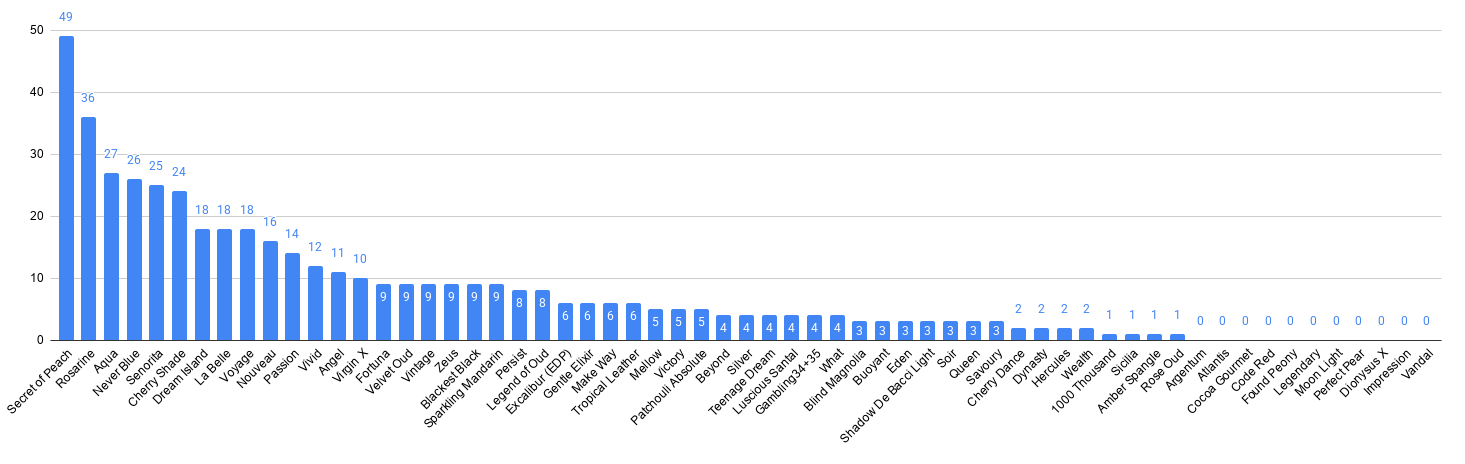 50
40
30
20
10
0
49
36
27
26
25
24
18
18
18
16
14
12
11
10
9
9
9
9
9
9
8
8
6
6
6
6
5
5
5
4
4
4
4
4
4
3
3
3
3
3
3
3
2
2
2
2
1
1
1
1
0
0
0
0
0
0
0
0
0
0
0
Secret of Peach
Rosarine
Aqua
Never Blue
Senorita
Cherry Shade
Dream Island
La Belle
Voyage
Nouveau
Passion
Vivid
Angel
Virgin X
Fortuna
Velvet Oud
Vintage
Zeus
Blackest Black
Sparkling Mandarin
Persist
Legend of Oud
Excalibur (EDP)
Gentle Elixir
Make Way
Tropical Leather
Mellow
Victory
Patchouli Absolute
Beyond
Silver
Teenage Dream
Luscious Santal
Gambling34+35
What
Blind Magnolia
Buoyant
Eden
Shadow De Bacci Light
Soir
Queen
Savoury
Cherry Dance
Dynasty
Hercules
Wealth
1000 Thousand
Sicilia
Amber Spangle
Rose Oud
Argentum
Atlantis
Cocoa Gourmet
Code Red
Found Peony
Legendary
Moon Light
Perfect Pear
Dionysus X
Impression
Vandal